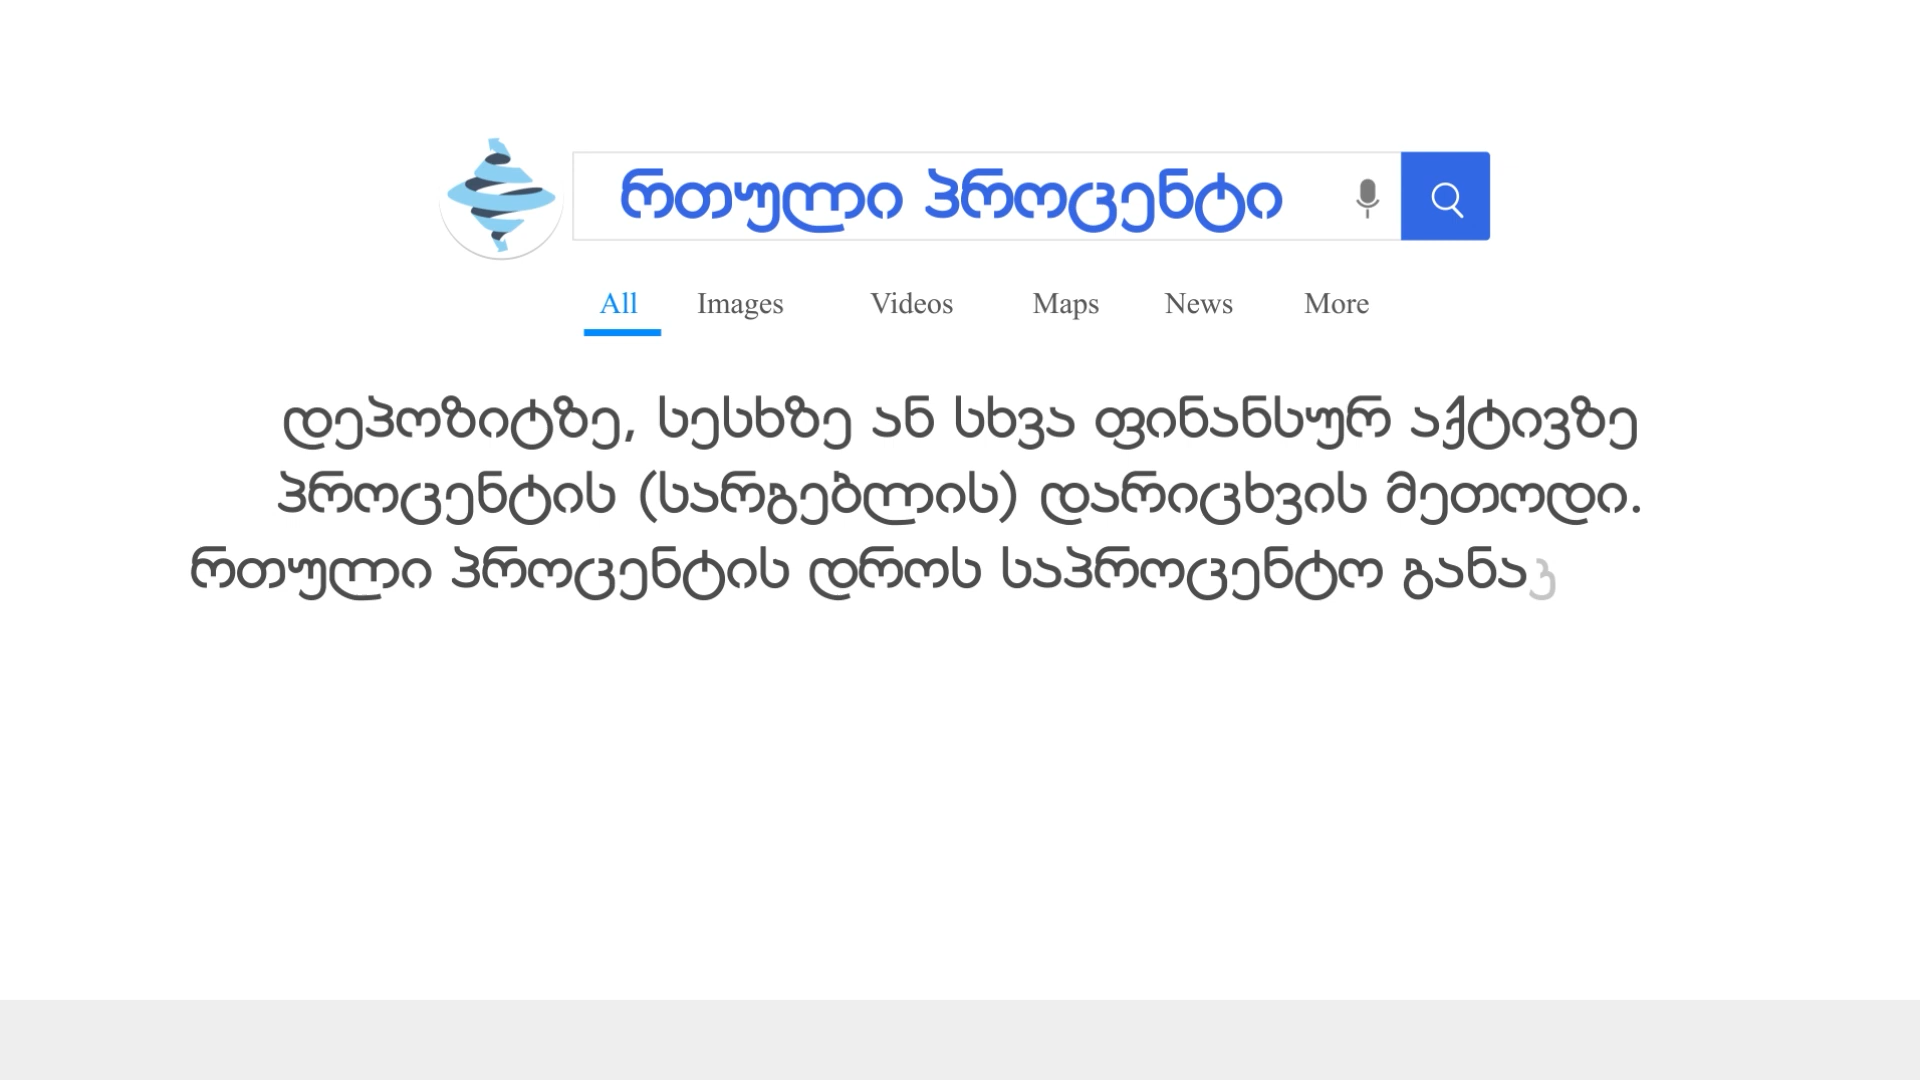 რთული პროცენტი
All Images Videos Maps News More
დეპოზიტზე, სესხზე ან სხვა ფინანსურ აქტივზე
პროცენტის (სარგებლის) დარიცხვის მეთოდი.
რთული პროცენტის დროს საპროცენტო განაკ